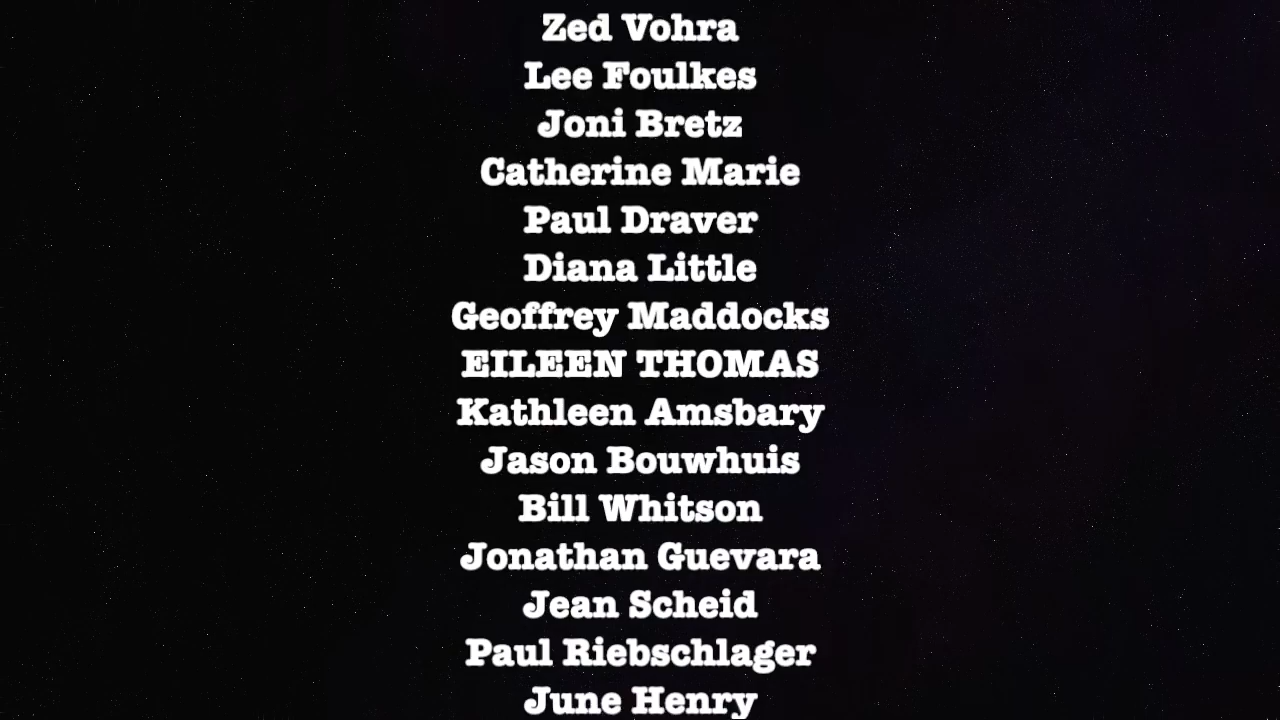 Zed Vohra
Lee Foulkes
Joni Bretz
Catherine Marie
Paul Draver
Diana Little
Geoffrey Maddocks
EILEEN THOMAS
Kathleen Amsbary
Jason Bouwhuis
Bill Whitson
Jonathan Guevara
Jean Scheid
Paul Riebschlager
June Henry